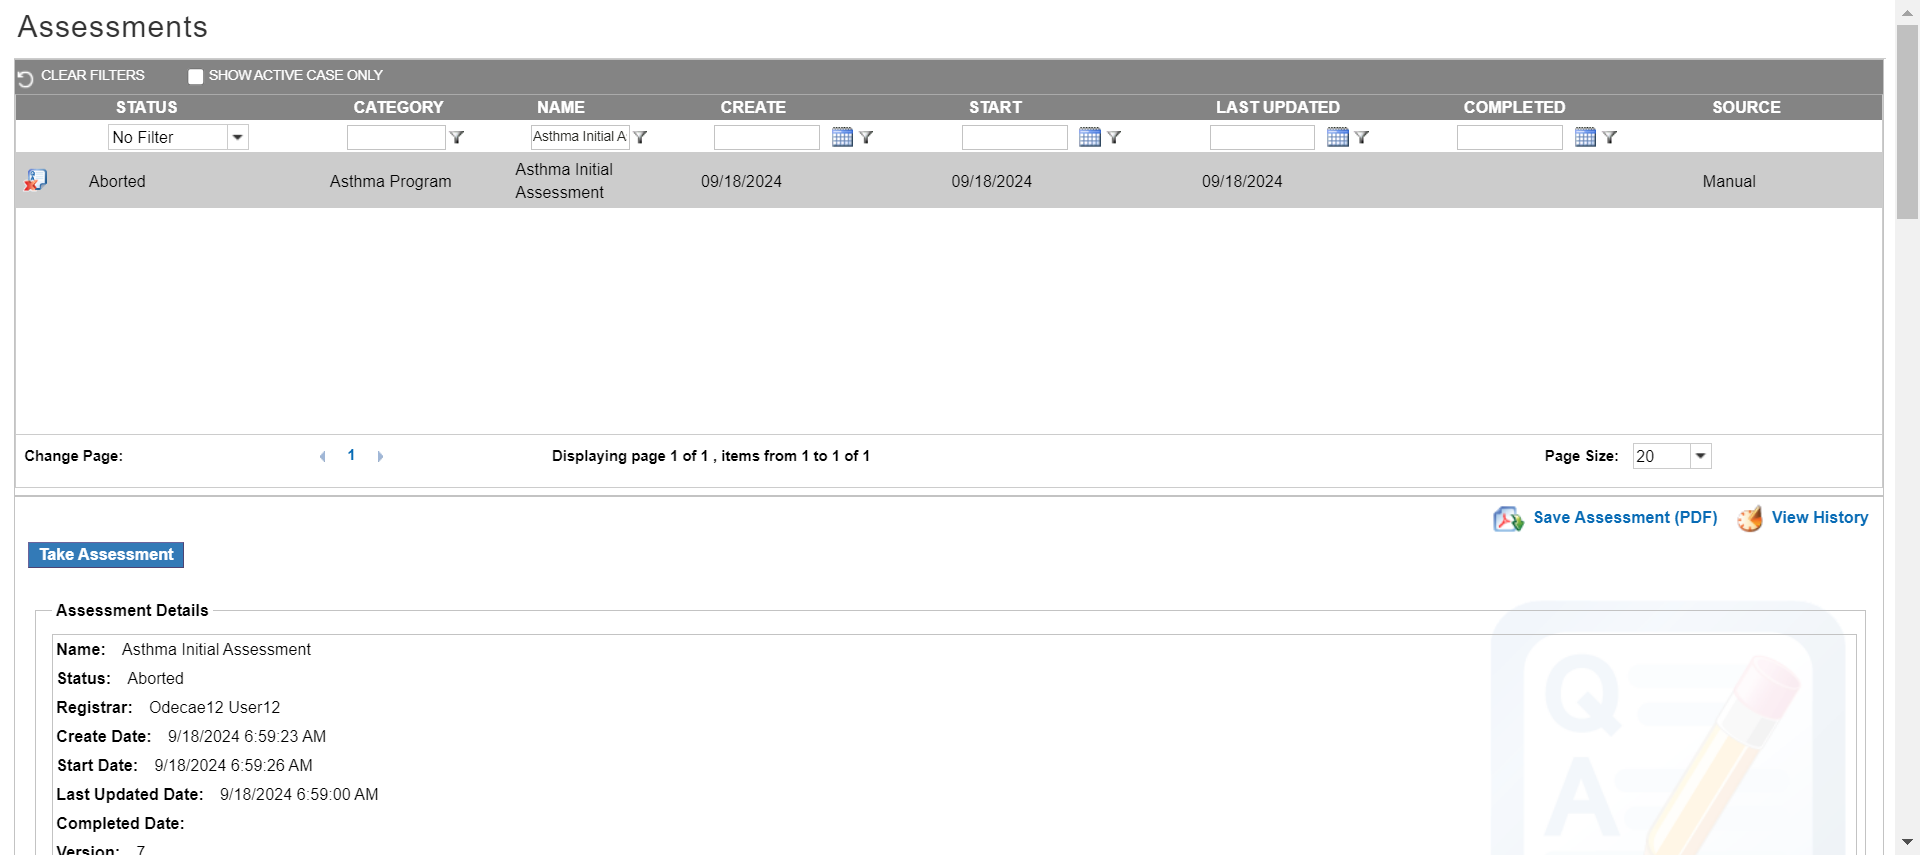 Assessments
CLEAR FILTERS SHOW ACTIVE CASE ONLY
STATUS CATEGORY NAME CREATE START LAST UPDATED COMPLETED SOURCE
No Filter Asthma Initial A
Aborted Asthma Program Asthma Initial Assessment 09/18/2024 09/18/2024 09/18/2024 Manual
Change Page: 1 Displaying page 1 of 1 , items from 1 to 1 of 1 Page Size: 20
Save Assessment (PDF) View History
Take Assessment
Assessment Details
Name: Asthma Initial Assessment
Status: Aborted
Registrar: Odecae12 User12
Create Date: 9/18/2024 6:59:23 AM
Start Date: 9/18/2024 6:59:26 AM
Last Updated Date: 9/18/2024 6:59:00 AM
Completed Date:
Version: 7
Q
A